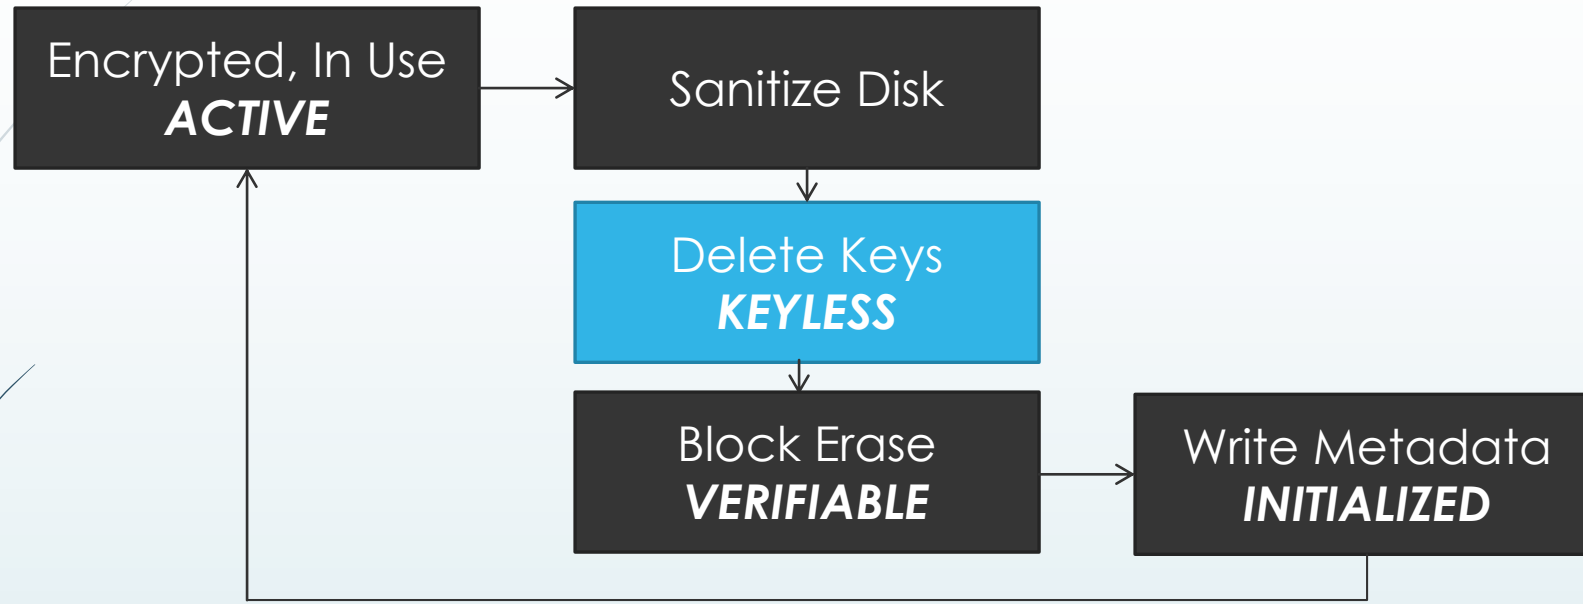 Encrypted, In Use
ACTIVE
Sanitize Disk
Delete Keys
KEYLESS
Block Erase
VERIFIABLE
Write Metadata
INITIALIZED